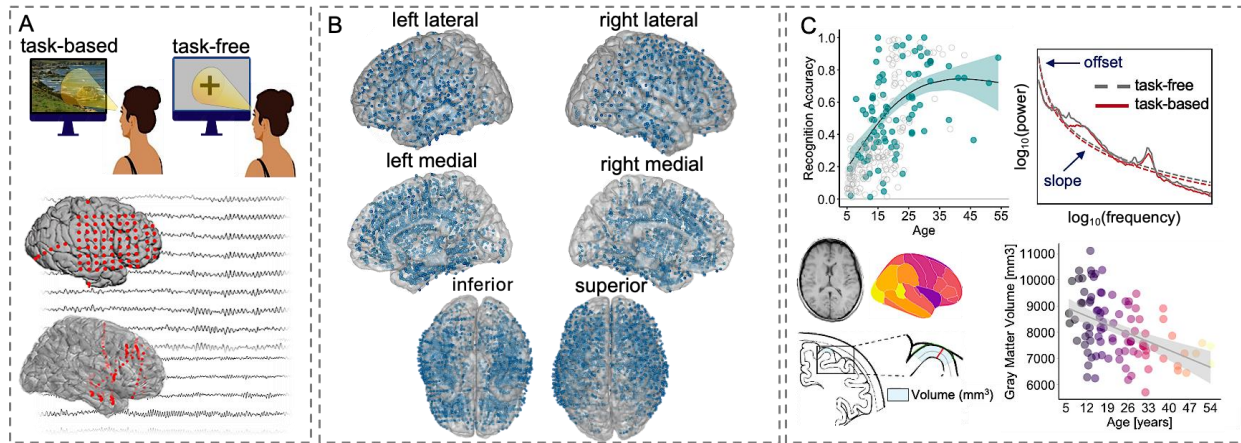 A
task-based
task-free
B
left lateral
right lateral
left medial
right medial
inferior
superior
C
Recognition Accuracy
1.0
0.8
0.6
0.4
0.2
0
5 15 25 35 45 55
Age
log10(power)
offset
task-free
task-based
slope
log10(frequency)
Volume (mm3)
Gray Matter Volume [mm3]
11000
10000
9000
8000
7000
6000
5 12 19 26 33 40 47 54
Age [years]